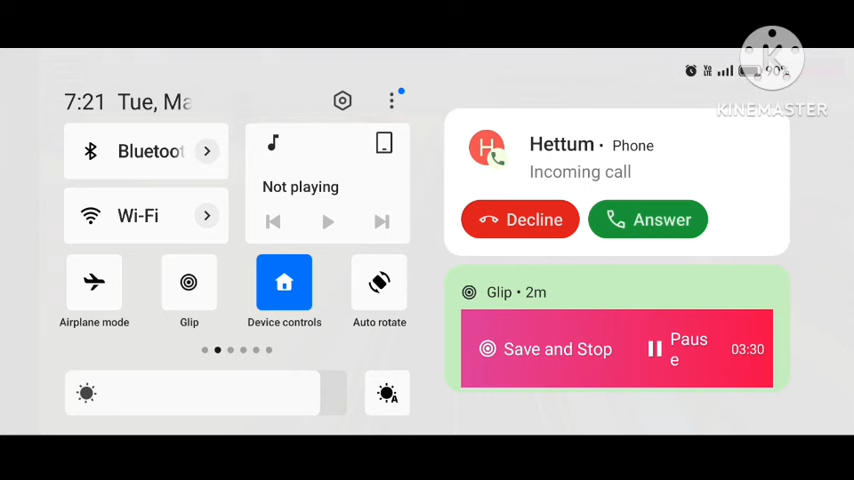 90%
KINEMASTER
7:21 Tue, Ma
Bluetoot
Not playing
Wi-Fi
Airplane mode
Glip
Device controls
Auto rotate
A
H
Hettum • Phone
Incoming call
Decline
Answer
Glip • 2m
Save and Stop
Paus
e
03:30